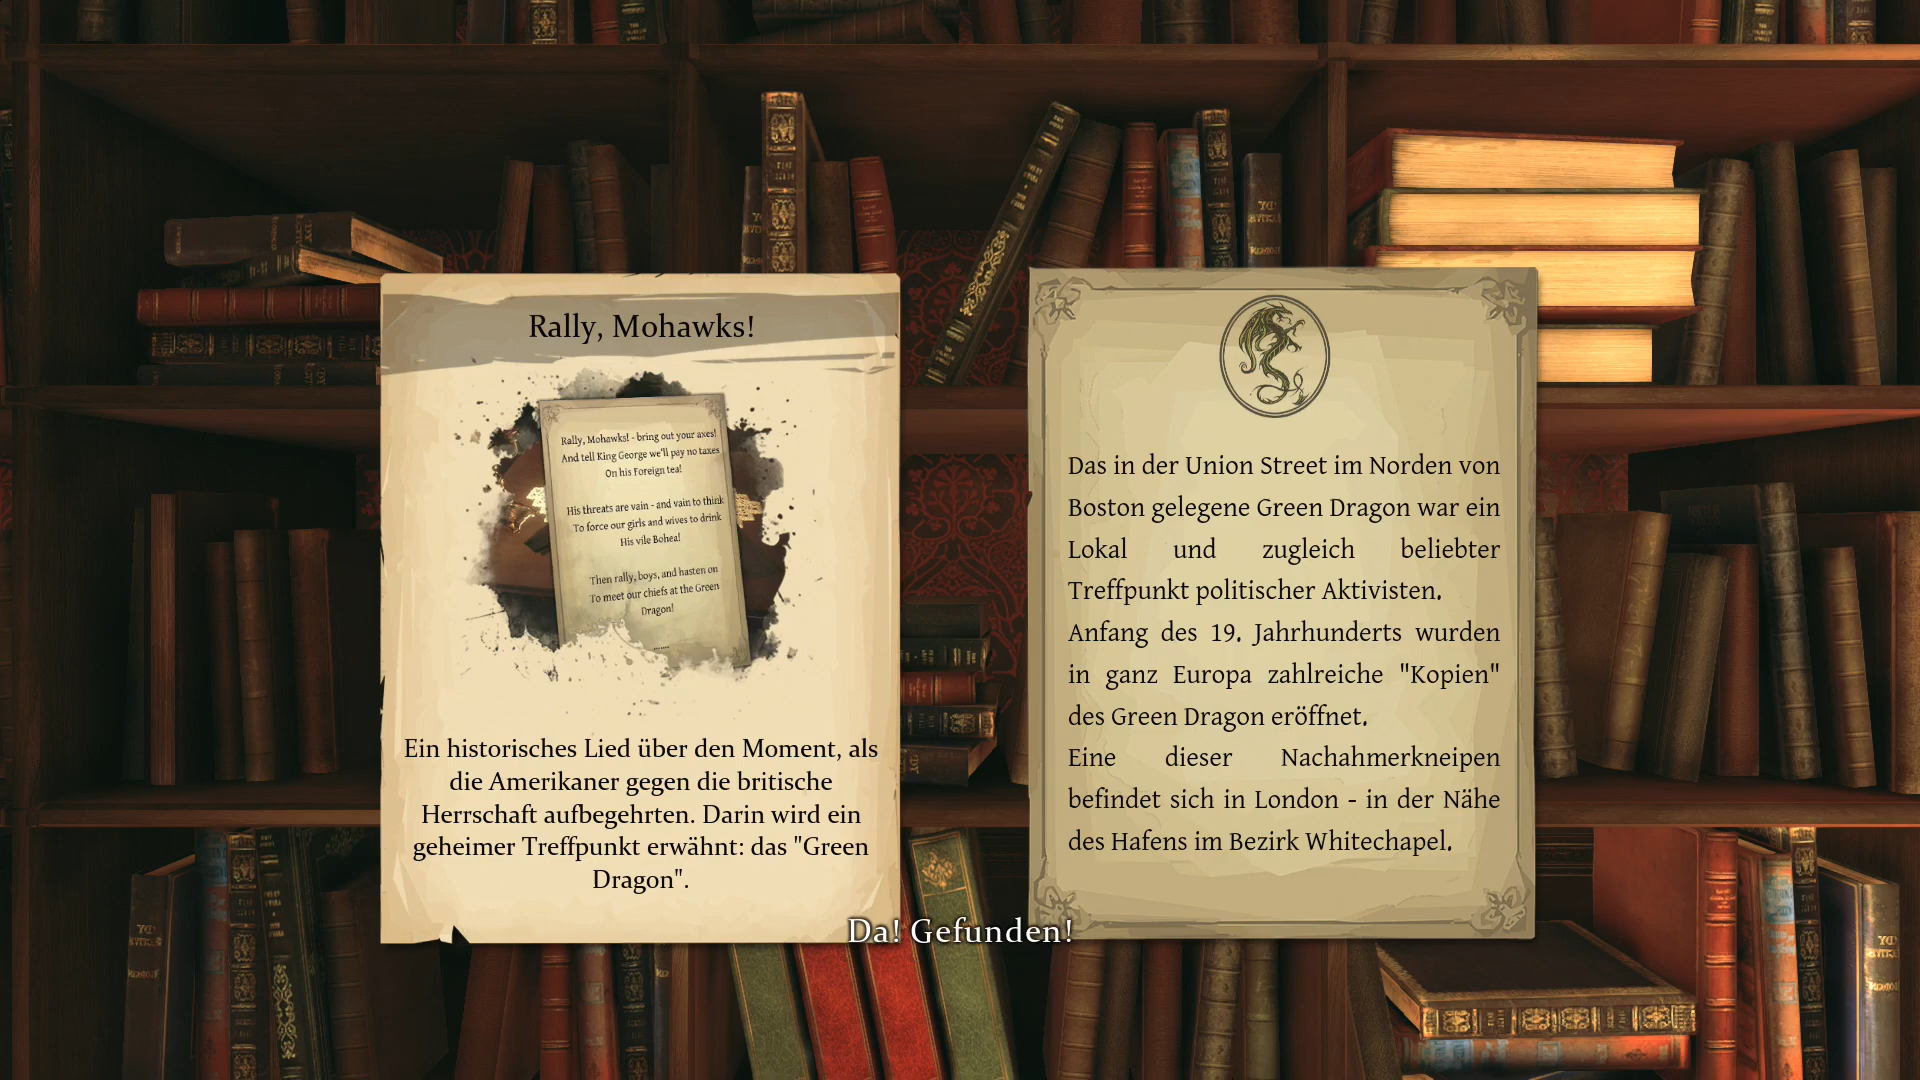 Rally, Mohawks!
Rally, Mohawks! - bring out your axes!
And tell King George we'll pay no taxes
On his Foreign tea!
His threats are vain - and vain to think
To force our girls and wives to drink
His vile Bohea!
Then rally, boys, and hasten on
To meet our chiefs at the Green
Dragon!
......
Ein historisches Lied über den Moment, als
die Amerikaner gegen die britische
Herrschaft aufbegehrten. Darin wird ein
geheimer Treffpunkt erwähnt: das "Green
Dragon".
Das in der Union Street im Norden von
Boston gelegene Green Dragon war ein
Lokal und zugleich beliebter
Treffpunkt politischer Aktivisten.
Anfang des 19. Jahrhunderts wurden
in ganz Europa zahlreiche "Kopien"
des Green Dragon eröffnet.
Eine dieser Nachahmerkneipen
befindet sich in London - in der Nähe
des Hafens im Bezirk Whitechapel.
Da! Gefunden!